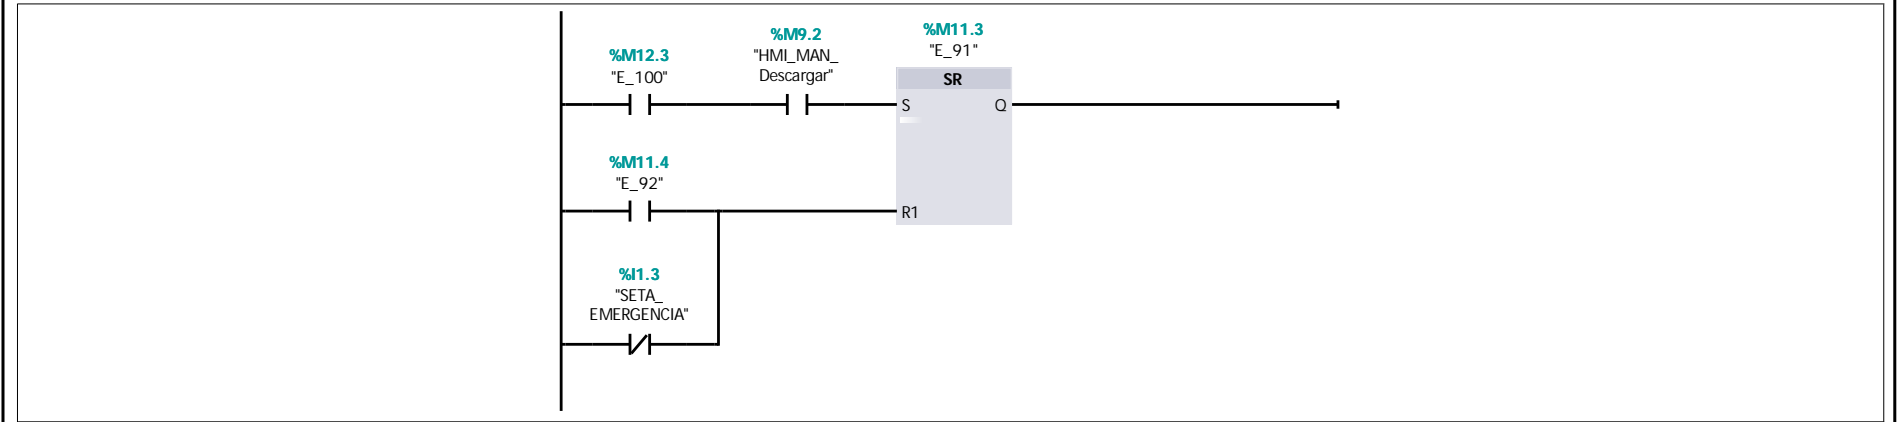 %M12.3
"E_100"
%M9.2
"HMI_MAN_
Descargar"
%M11.3
"E_91"
SR
S
Q
%M11.4
"E_92"
R1
%I1.3
"SETA_
EMERGENCIA"